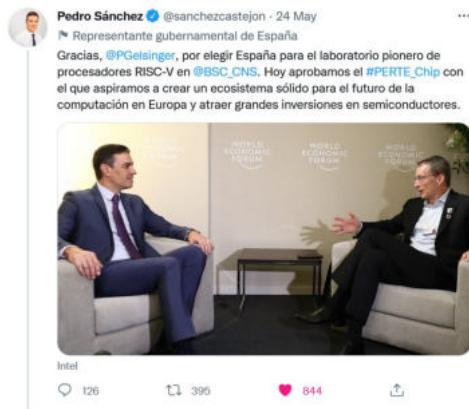 Pedro Sánchez @sanchezcastejon · 24 May ...
Representante gubernamental de España
Gracias, @PGelsinger, por elegir España para el laboratorio pionero de
procesadores RISC-V en @BSC_CNS. Hoy aprobamos el #PERTE_Chip con
el que aspiramos a crear un ecosistema sólido para el futuro de la
computación en Europa y atraer grandes inversiones en semiconductores.
WORLD
ECONOMIC
FORUM
WORLD
ECONOMIC
FORUM
WORLD
ECONOMIC
FORUM
Intel
126 395 844